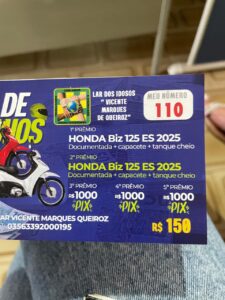 DE
LAR DOS IDOSOS
" VICENTE
MARQUES
DE QUEIROZ"
MEU NÚMERO
110
1º PRÊMIO
HONDA Biz 125 ES 2025
Documentada + capacete + tanque cheio
2º PRÊMIO
HONDA Biz 125 ES 2025
Documentada + capacete + tanque cheio
3º PRÊMIO
R$1000
PIX
4º PRÊMIO
R$1000
PIX
5º PRÊMIO
R$1000
PIX
AR VICENTE MARQUES QUEIROZ
03563392000195
R$ 150